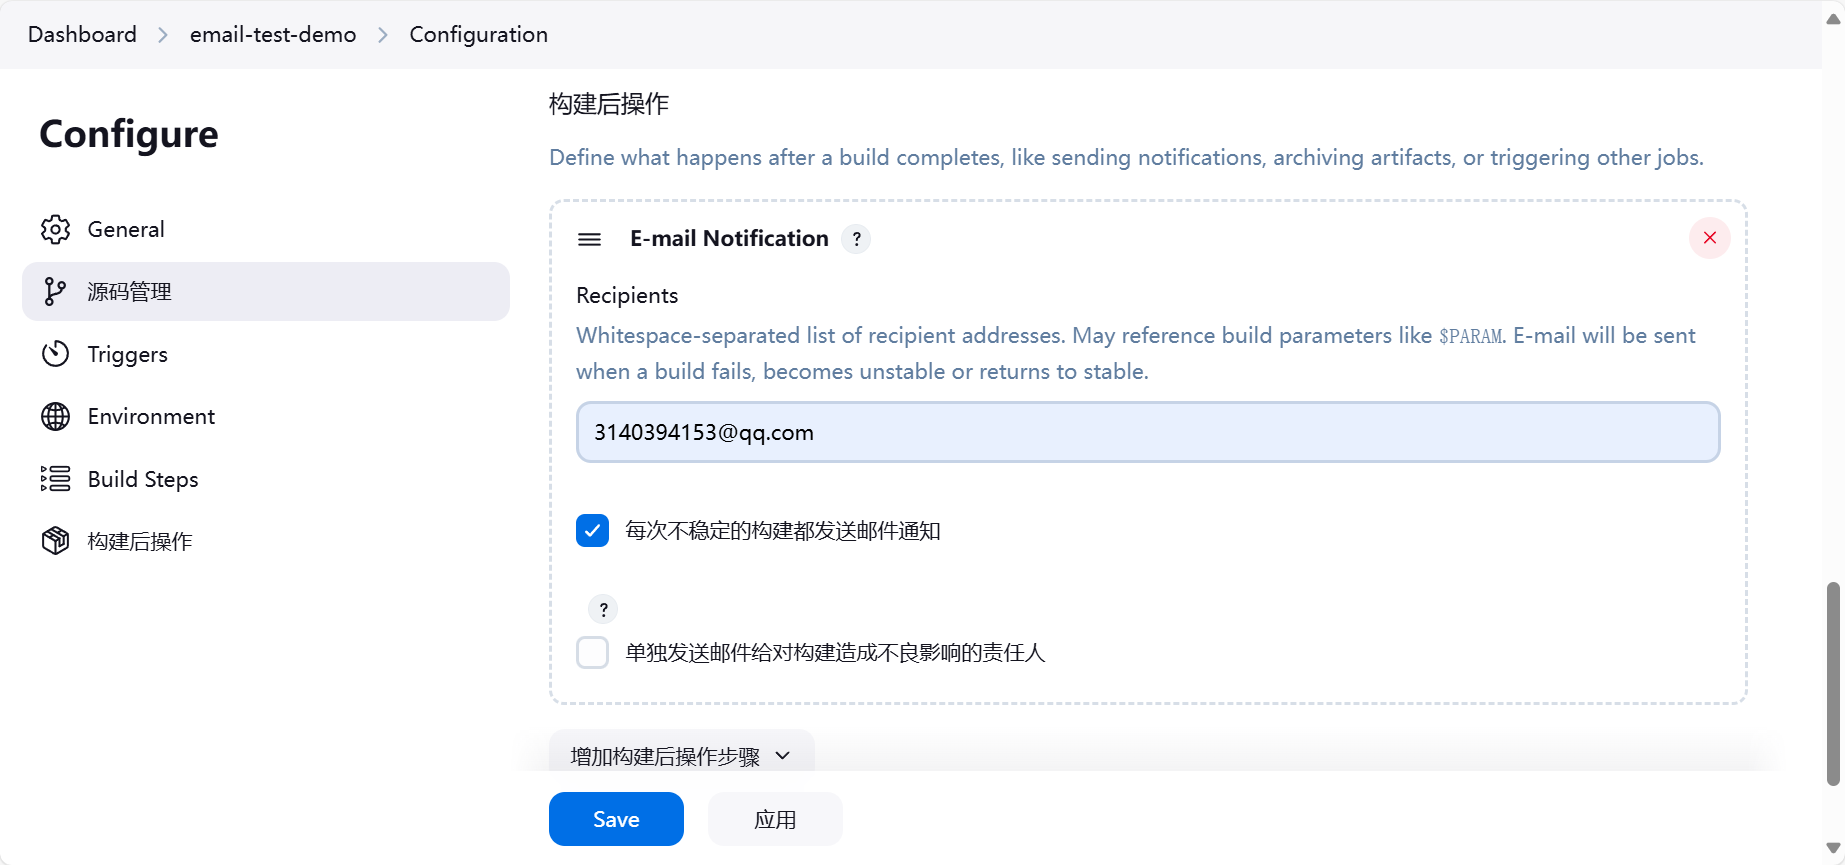 Dashboard > email-test-demo > Configuration
Configure
General
源码管理
Triggers
Environment
Build Steps
构建后操作
构建后操作
Define what happens after a build completes, like sending notifications, archiving artifacts, or triggering other jobs.
E-mail Notification ?
Recipients
Whitespace-separated list of recipient addresses. May reference build parameters like $PARAM. E-mail will be sent
when a build fails, becomes unstable or returns to stable.
3140394153@qq.com
每次不稳定的构建都发送邮件通知
?
单独发送邮件给对构建造成不良影响的责任人
增加构建后操作步骤
Save
应用